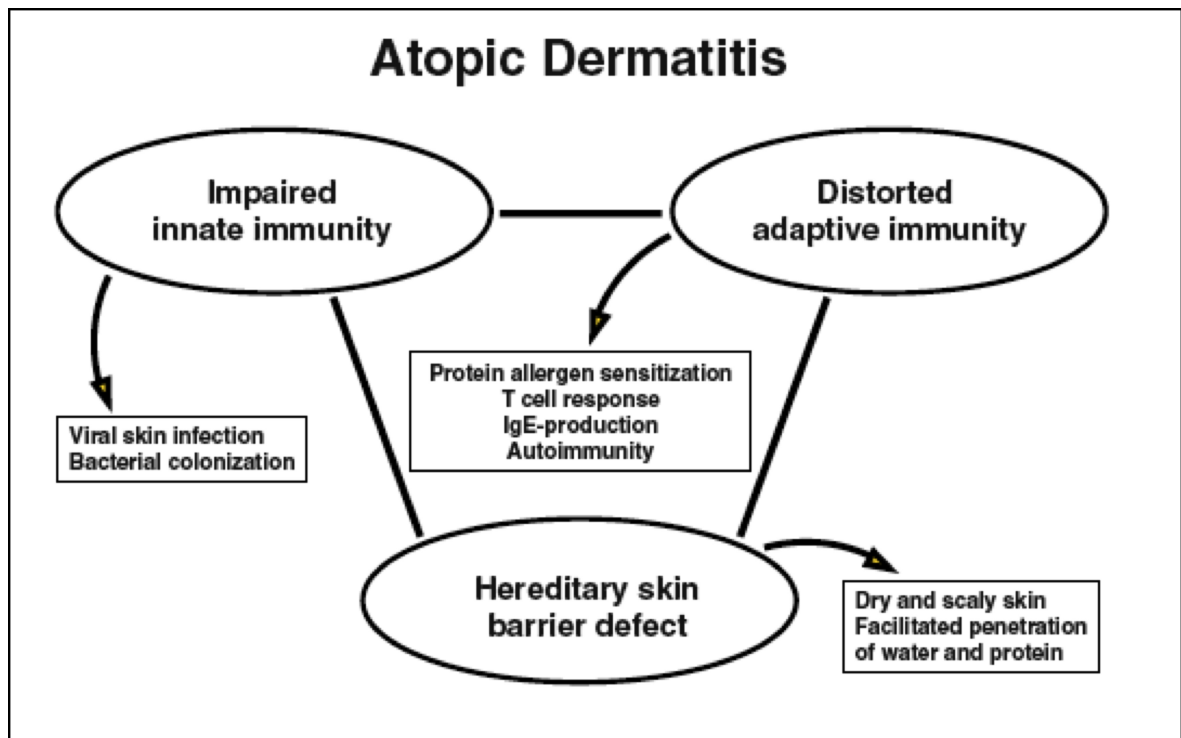 Atopic Dermatitis
Impaired
innate immunity
Distorted
adaptive immunity
Protein allergen sensitization
T cell response
IgE-production
Autoimmunity
Viral skin infection
Bacterial colonization
Hereditary skin
barrier defect
Dry and scaly skin
Facilitated penetration
of water and protein